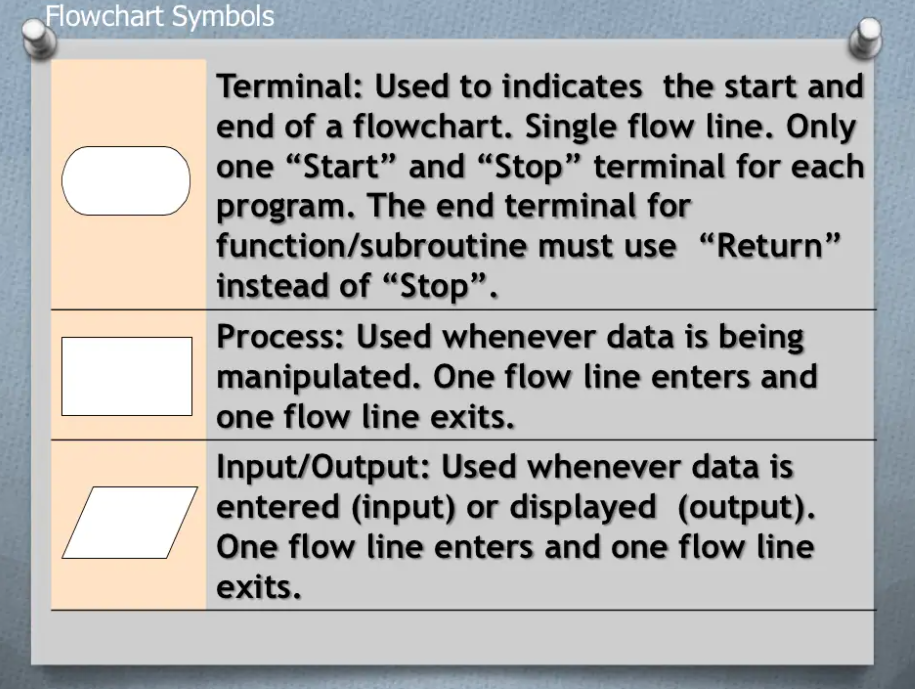 Flowchart Symbols
Terminal: Used to indicates  the start and
end of a flowchart. Single flow line. Only
one “Start” and “Stop” terminal for each
program. The end terminal for
function/subroutine must use  “Return”
instead of “Stop”.
Process: Used whenever data is being
manipulated. One flow line enters and
one flow line exits.
Input/Output: Used whenever data is
entered (input) or displayed  (output).
One flow line enters and one flow line
exits.